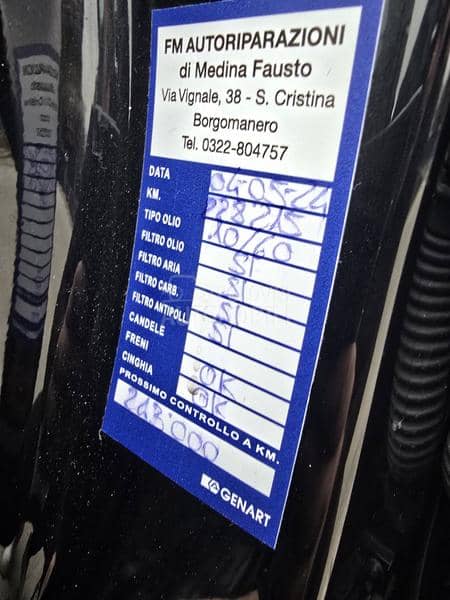 FM AUTORIPARAZIONI
di Medina Fausto
Via Vignale, 38 - S. Cristina
Borgomanero
Tel. 0322-804757
DATA 04-05-24
KM. 228215
TIPO OLIO 10/60
FILTRO OLIO S
FILTRO ARIA S
FILTRO CARB. S
FILTRO ANTIPOLL. S
CANDELE
FRENI OK
CINGHIA OK
PROSSIMO CONTROLLO A KM.
243'000
GENART